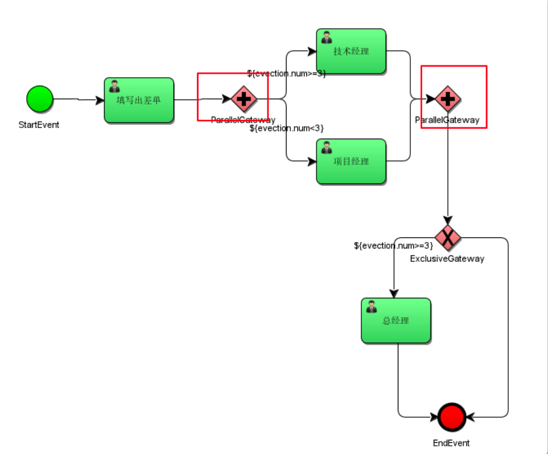 技术经理
${evection.num>=3}
填写出差单
StartEvent
ParallelGateway
ParallelGateway
${evection.num<3}
项目经理
${evection.num>=3}
ExclusiveGateway
总经理
EndEvent